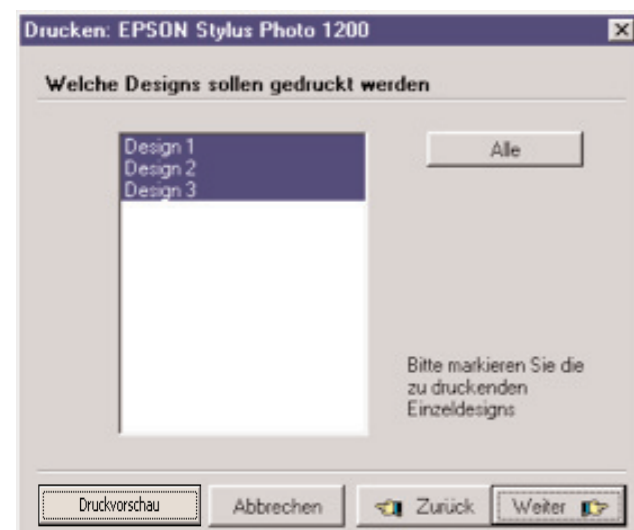 Drucken: EPSON Stylus Photo 1200
Welche Designs sollen gedruckt werden
Design 1
Design 2
Design 3
Alle
Bitte markieren Sie die
zu druckenden
Einzeldesigns
Druckvorschau Abbrechen Zurück Weiter